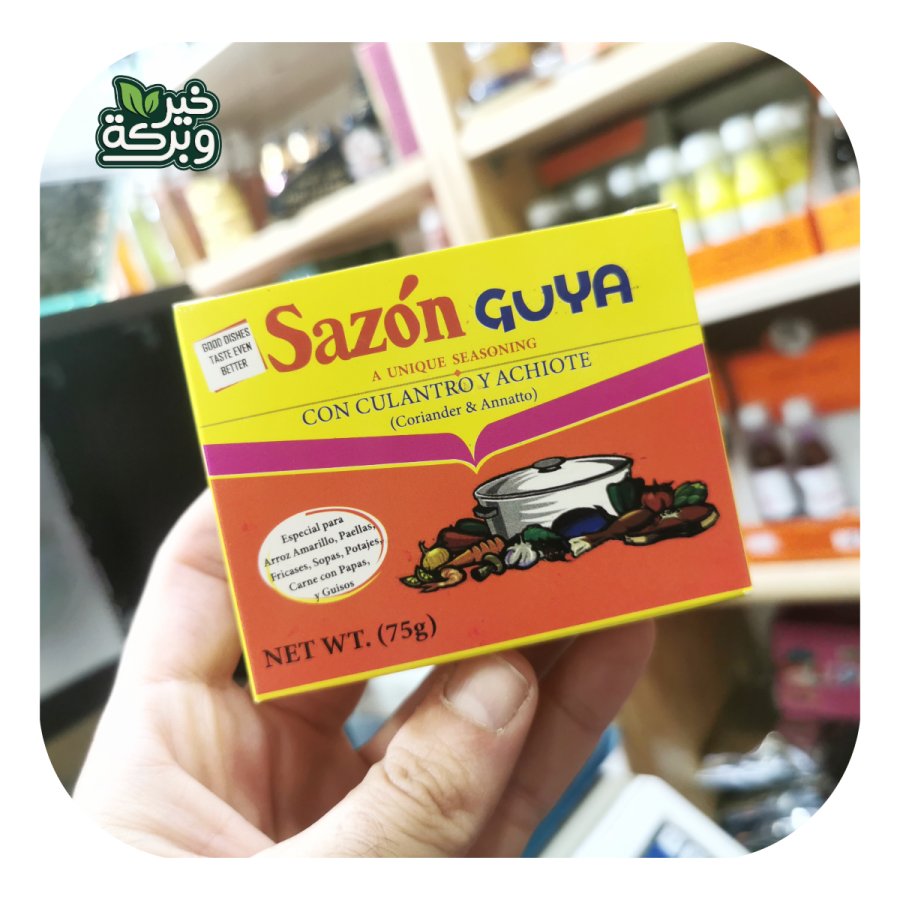 خير
وبركة
GOOD DISHES
TASTE EVEN
BETTER
Sazón GUYA
A UNIQUE SEASONING
CON CULANTRO Y ACHIOTE
(Coriander & Annatto)
Especial para
Arroz Amarillo, Paellas,
Fricases, Sopas, Potajes,
Carne con Papas,
y Guisos
NET WT. (75g)